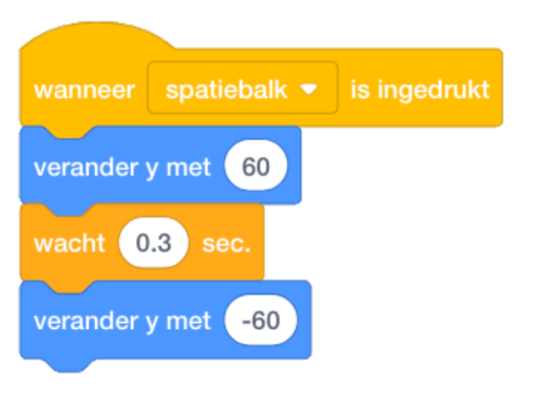 wanneer spatiebalk is ingedrukt
verander y met 60
wacht 0.3 sec.
verander y met -60